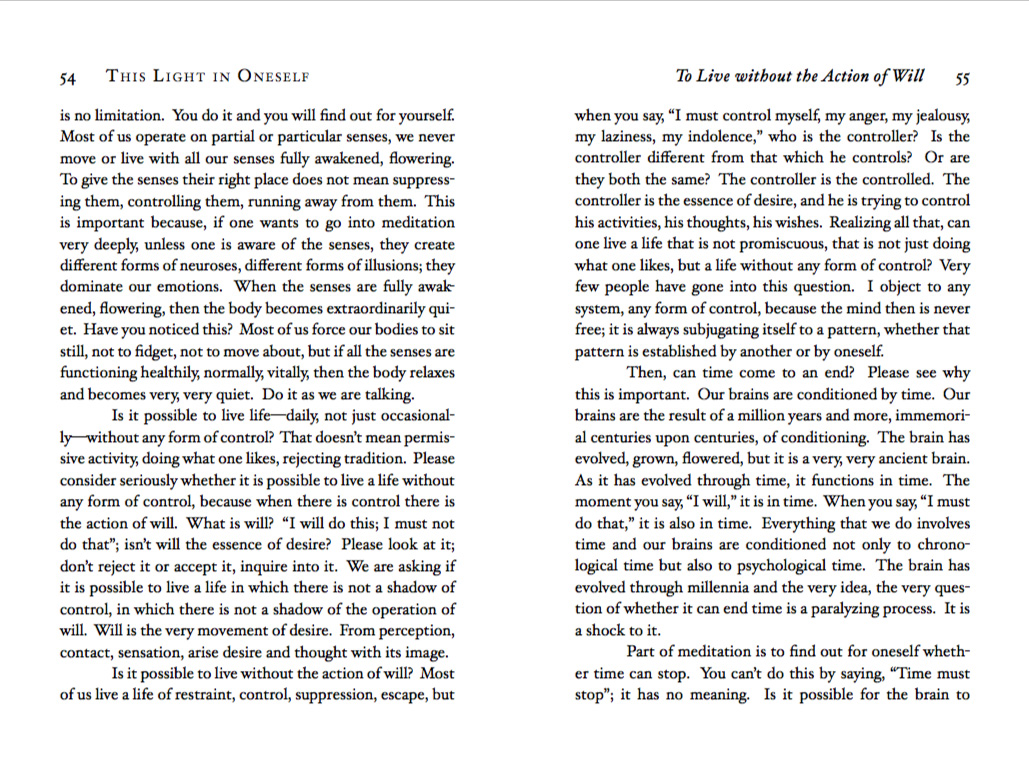 54 This Light in Oneself
is no limitation. You do it and you will find out for yourself.
Most of us operate on partial or particular senses, we never
move or live with all our senses fully awakened, flowering.
To give the senses their right place does not mean suppress-
ing them, controlling them, running away from them. This
is important because, if one wants to go into meditation
very deeply, unless one is aware of the senses, they create
different forms of neuroses, different forms of illusions; they
dominate our emotions. When the senses are fully awak-
ened, flowering, then the body becomes extraordinarily qui-
et. Have you noticed this? Most of us force our bodies to sit
still, not to fidget, not to move about, but if all the senses are
functioning healthily, normally, vitally, then the body relaxes
and becomes very, very quiet. Do it as we are talking.
Is it possible to live life—daily, not just occasional-
ly—without any form of control? That doesn't mean permis-
sive activity, doing what one likes, rejecting tradition. Please
consider seriously whether it is possible to live a life without
any form of control, because when there is control there is
the action of will. What is will? "I will do this; I must not
do that"; isn't will the essence of desire? Please look at it;
don't reject it or accept it, inquire into it. We are asking if
it is possible to live a life in which there is not a shadow of
control, in which there is not a shadow of the operation of
will. Will is the very movement of desire. From perception,
contact, sensation, arise desire and thought with its image.
Is it possible to live without the action of will? Most
of us live a life of restraint, control, suppression, escape, but
To Live without the Action of Will 55
when you say, "I must control myself, my anger, my jealousy,
my laziness, my indolence," who is the controller? Is the
controller different from that which he controls? Or are
they both the same? The controller is the controlled. The
controller is the essence of desire, and he is trying to control
his activities, his thoughts, his wishes. Realizing all that, can
one live a life that is not promiscuous, that is not just doing
what one likes, but a life without any form of control? Very
few people have gone into this question. I object to any
system, any form of control, because the mind then is never
free; it is always subjugating itself to a pattern, whether that
pattern is established by another or by oneself.
Then, can time come to an end? Please see why
this is important. Our brains are conditioned by time. Our
brains are the result of a million years and more, immemori-
al centuries upon centuries, of conditioning. The brain has
evolved, grown, flowered, but it is a very, very ancient brain.
As it has evolved through time, it functions in time. The
moment you say, "I will," it is in time. When you say, "I must
do that," it is also in time. Everything that we do involves
time and our brains are conditioned not only to chrono-
logical time but also to psychological time. The brain has
evolved through millennia and the very idea, the very ques-
tion of whether it can end time is a paralyzing process. It is
a shock to it.
Part of meditation is to find out for oneself wheth-
er time can stop. You can't do this by saying, "Time must
stop"; it has no meaning. Is it possible for the brain to